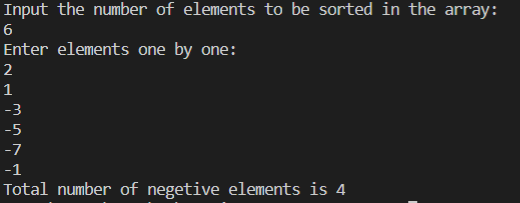 Input the number of elements to be sorted in the array:
6
Enter elements one by one:
2
1
-3
-5
-7
-1
Total number of negetive elements is 4